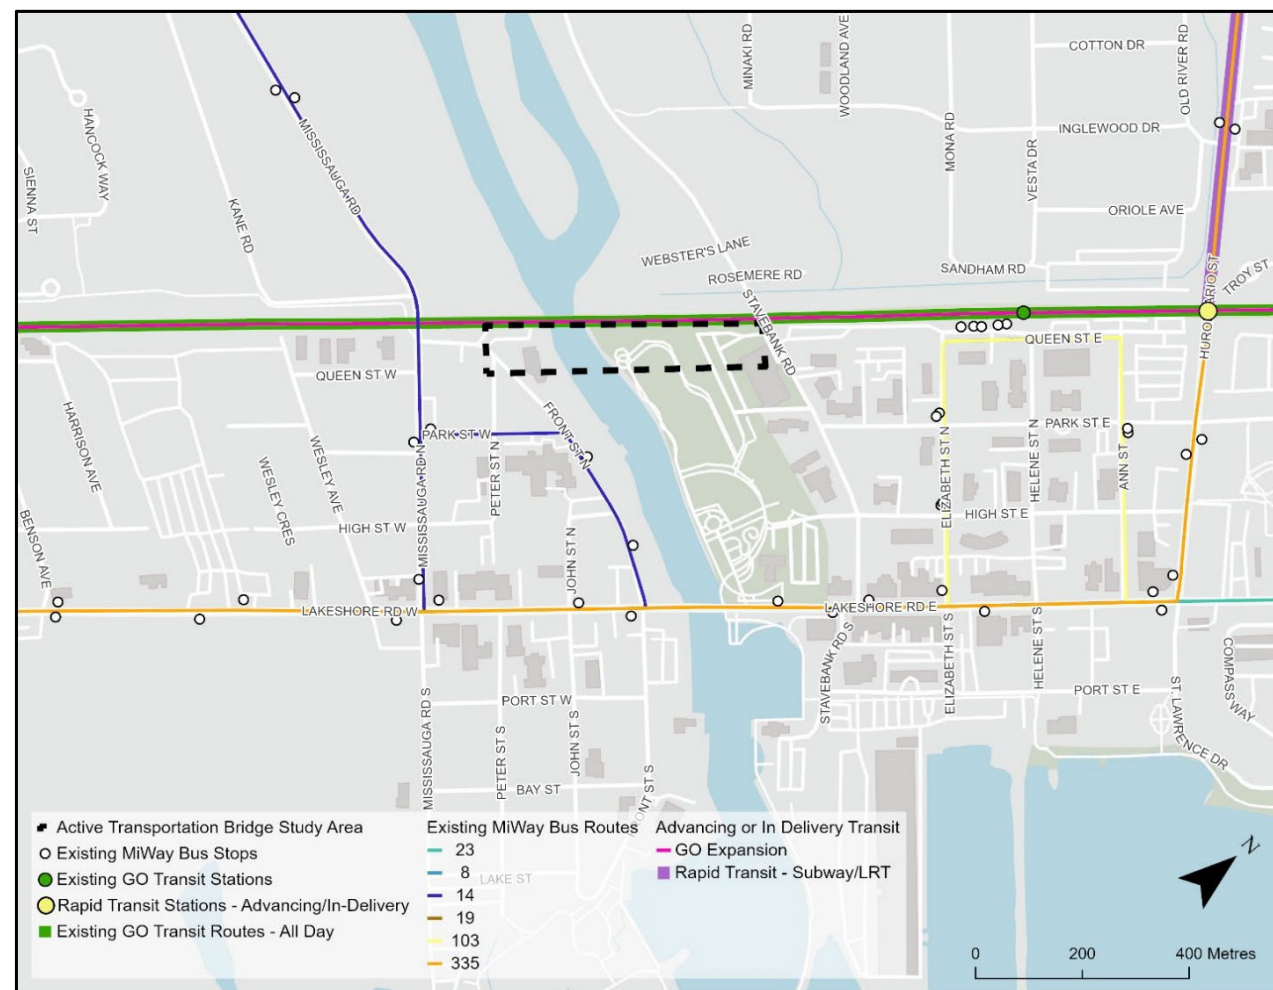 COTTON DR
MINAKI RD
WOODLAND AVE
OLD RIVER RD
HANCOCK WAY
SIENNA ST
MISSISSAUGA RD
INGLEWOOD DR
MONA RD
VESTA DR
KANE RD
ORIOLE AVE
WEBSTER'S LANE
ROSEMERE RD
SANDHAM RD
TROY ST
STAVEBANK RD
QUEEN ST E
QUEEN ST W
HARRISON AVE
WESLEY AVE
WESLEY CRES
PARK ST W
PARK ST E
FRONT ST N
PETER ST N
MISSISSAUGA RD N
ELIZABETH ST N
HELENE ST N
ANN ST
HIGH ST W
HIGH ST E
BENSON AVE
JOHN ST N
LAKESHORE RD W
LAKESHORE RD E
STAVEBANK RD S
ELIZABETH ST S
HELENE ST S
COMPASS WAY
PORT ST W
PORT ST E
ST. LAWRENCE DR
MISSISSAUGA RD S
PETER ST S
JOHN ST S
BAY ST
FRONT ST S
LAKE ST
Active Transportation Bridge Study Area
Existing MiWay Bus Stops
Existing GO Transit Stations
Rapid Transit Stations - Advancing/In-Delivery
Existing GO Transit Routes - All Day
Existing MiWay Bus Routes
23
8
14
19
103
335
Advancing or In Delivery Transit
GO Expansion
Rapid Transit - Subway/LRT
N
0 200 400 Metres